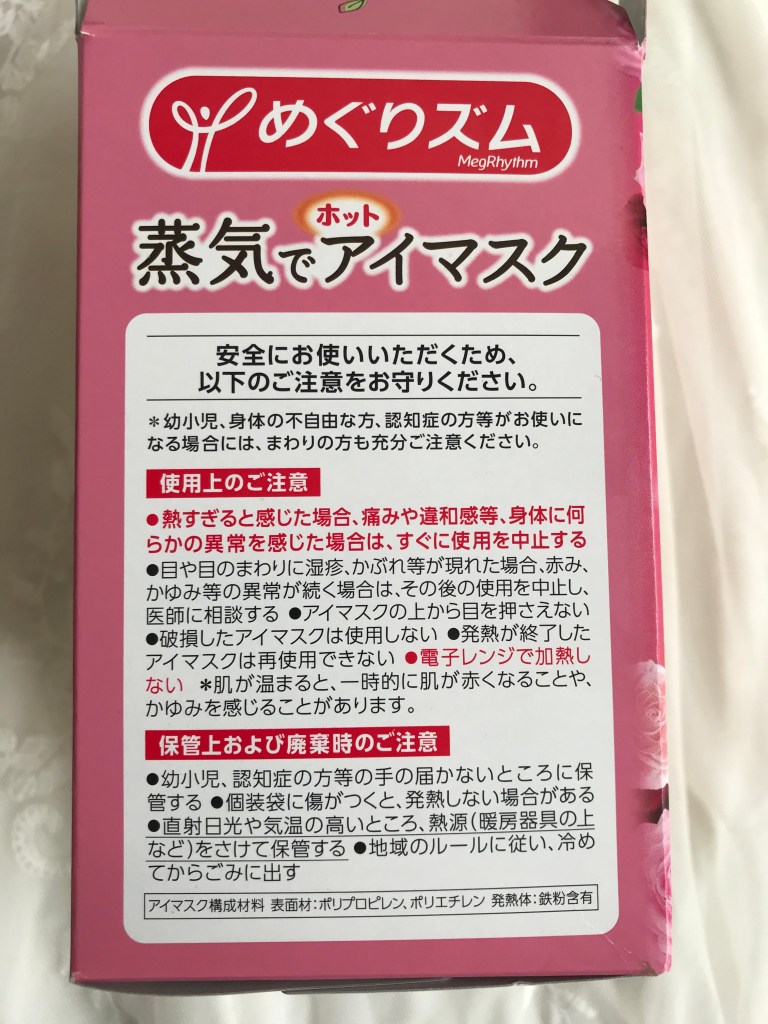 めぐりズム
MegRhythm
ホット
蒸気でアイマスク
安全にお使いいただくため、
以下のご注意をお守りください。
＊幼小児、身体の不自由な方、認知症の方等がお使いに
なる場合には、まわりの方も充分ご注意ください。
使用上のご注意
●熱すぎると感じた場合、痛みや違和感等、身体に何
らかの異常を感じた場合は、すぐに使用を中止する
●目や目のまわりに湿疹、かぶれ等が現れた場合、赤み、
かゆみ等の異常が続く場合は、その後の使用を中止し、
医師に相談する ●アイマスクの上から目を押さえない
●破損したアイマスクは使用しない ●発熱が終了した
アイマスクは再使用できない ●電子レンジで加熱し
ない ＊肌が温まると、一時的に肌が赤くなることや、
かゆみを感じることがあります。
保管上および廃棄時のご注意
●幼小児、認知症の方等の手の届かないところに保
管する ●個装袋に傷がつくと、発熱しない場合がある
●直射日光や気温の高いところ、熱源(暖房器具の上
など)をさけて保管する ●地域のルールに従い、冷め
てからごみに出す
アイマスク構成材料 表面材:ポリプロピレン、ポリエチレン 発熱体:鉄粉含有